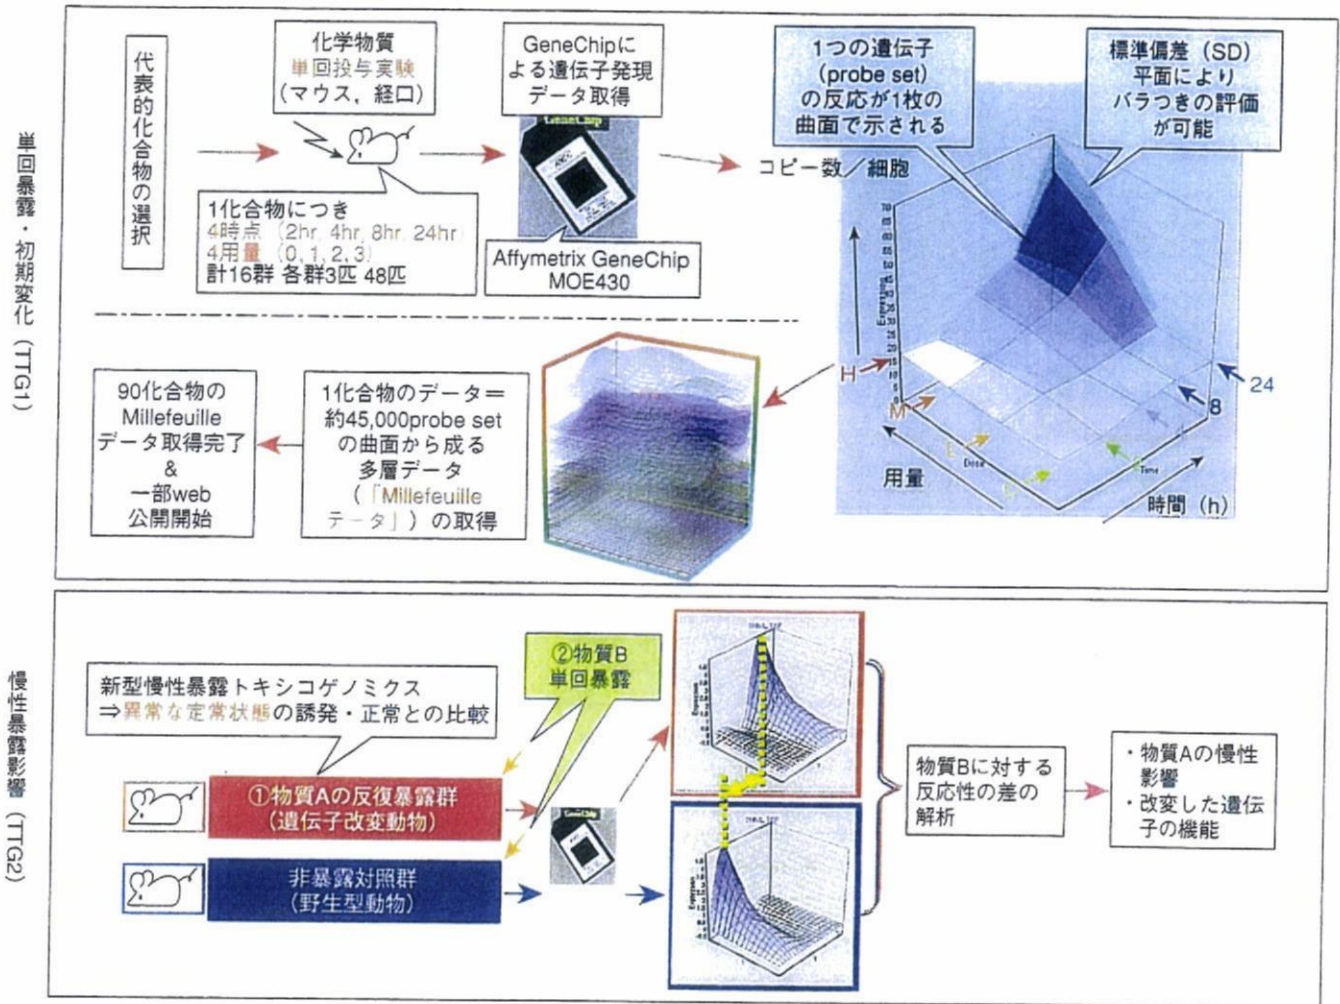 単回暴露・初期変化（TTG1）
代表的化合物の選択
化学物質
単回投与実験
（マウス，経口）
1化合物につき
4時点（2hr, 4hr, 8hr, 24hr）
4用量（0, 1, 2, 3）
計16群 各群3匹 48匹
GeneChipに
よる遺伝子発現
データ取得
GeneChip
Affymetrix GeneChip
MOE430
コピー数／細胞
1つの遺伝子
(probe set)
の反応が1枚の
曲面で示される
標準偏差（SD）
平面により
バラつきの評価
が可能
Expression
H
M
L
Dose
用量
Time
8
24
時間（h）
1化合物のデータ＝
約45,000probe set
の曲面から成る
多層データ
（「Millefeuille
データ」）の取得
90化合物の
Millefeuille
データ取得完了
&
一部web
公開開始
慢性暴露影響（TTG2）
新型慢性暴露トキシコゲノミクス
⇒異常な定常状態の誘発・正常との比較
②物質B
単回暴露
①物質Aの反復暴露群
（遺伝子改変動物）
非暴露対照群
（野生型動物）
GeneChip
物質Bに対する
反応性の差の
解析
・物質Aの慢性
影響
・改変した遺伝
子の機能